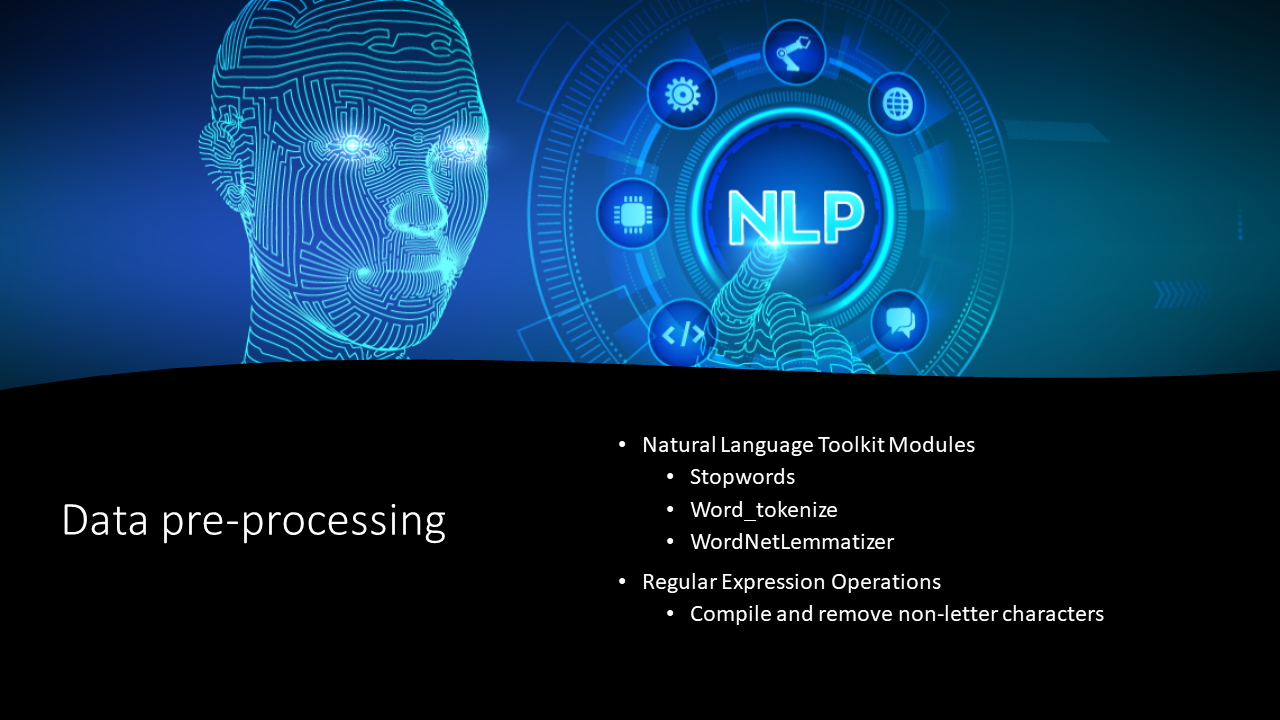 NLP
</>
Data pre-processing
• Natural Language Toolkit Modules
• Stopwords
• Word_tokenize
• WordNetLemmatizer
• Regular Expression Operations
• Compile and remove non-letter characters